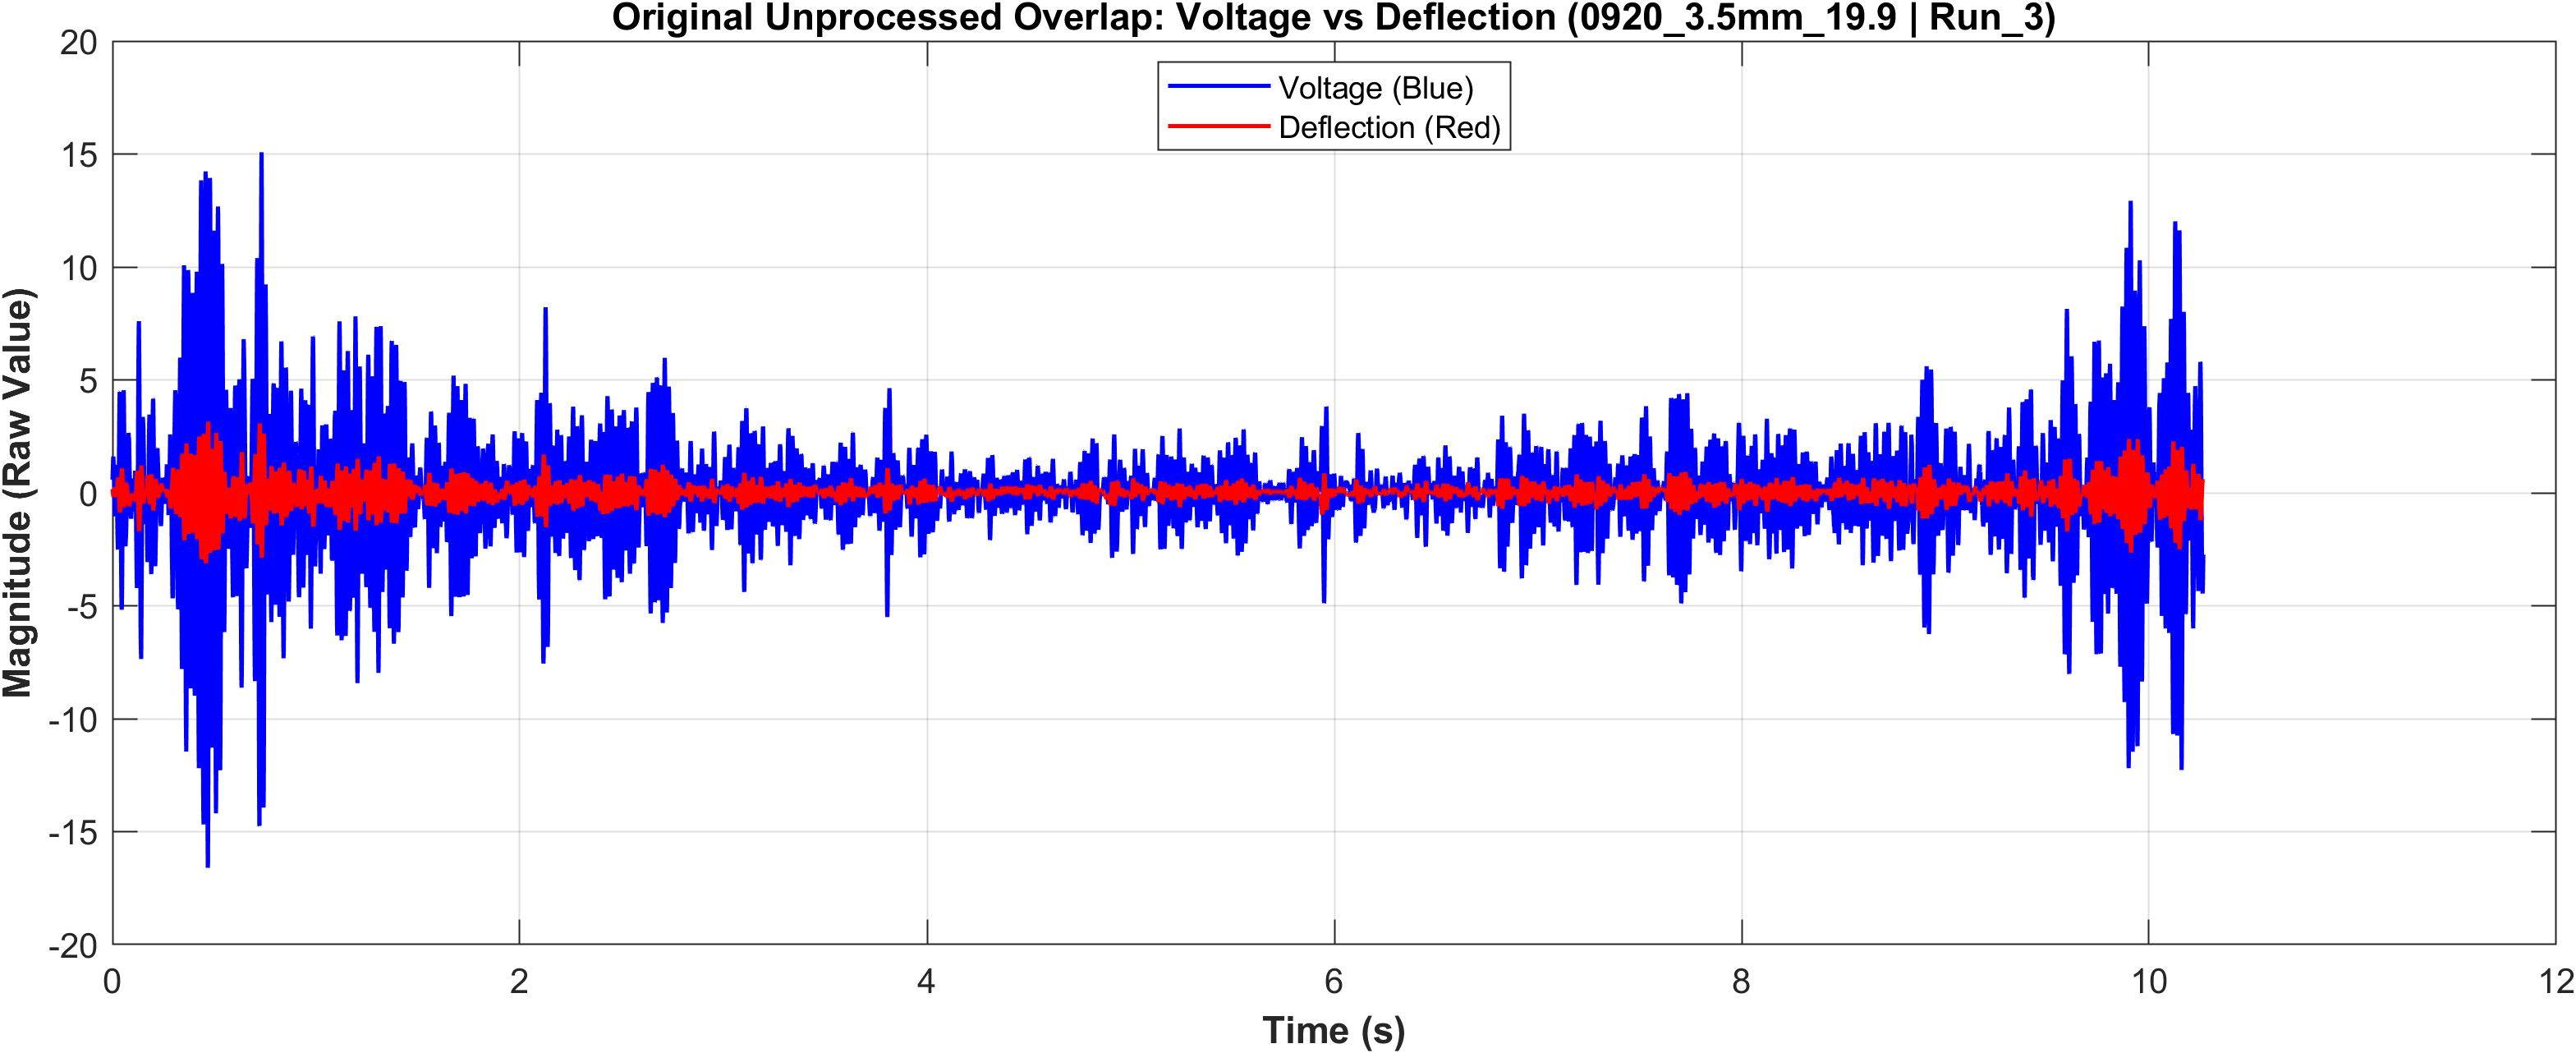 Original Unprocessed Overlap: Voltage vs Deflection (0920_3.5mm_19.9 | Run_3)
Voltage (Blue)
Deflection (Red)
Magnitude (Raw Value)
20
15
10
5
0
-5
-10
-15
-20
0 2 4 6 8 10 12
Time (s)